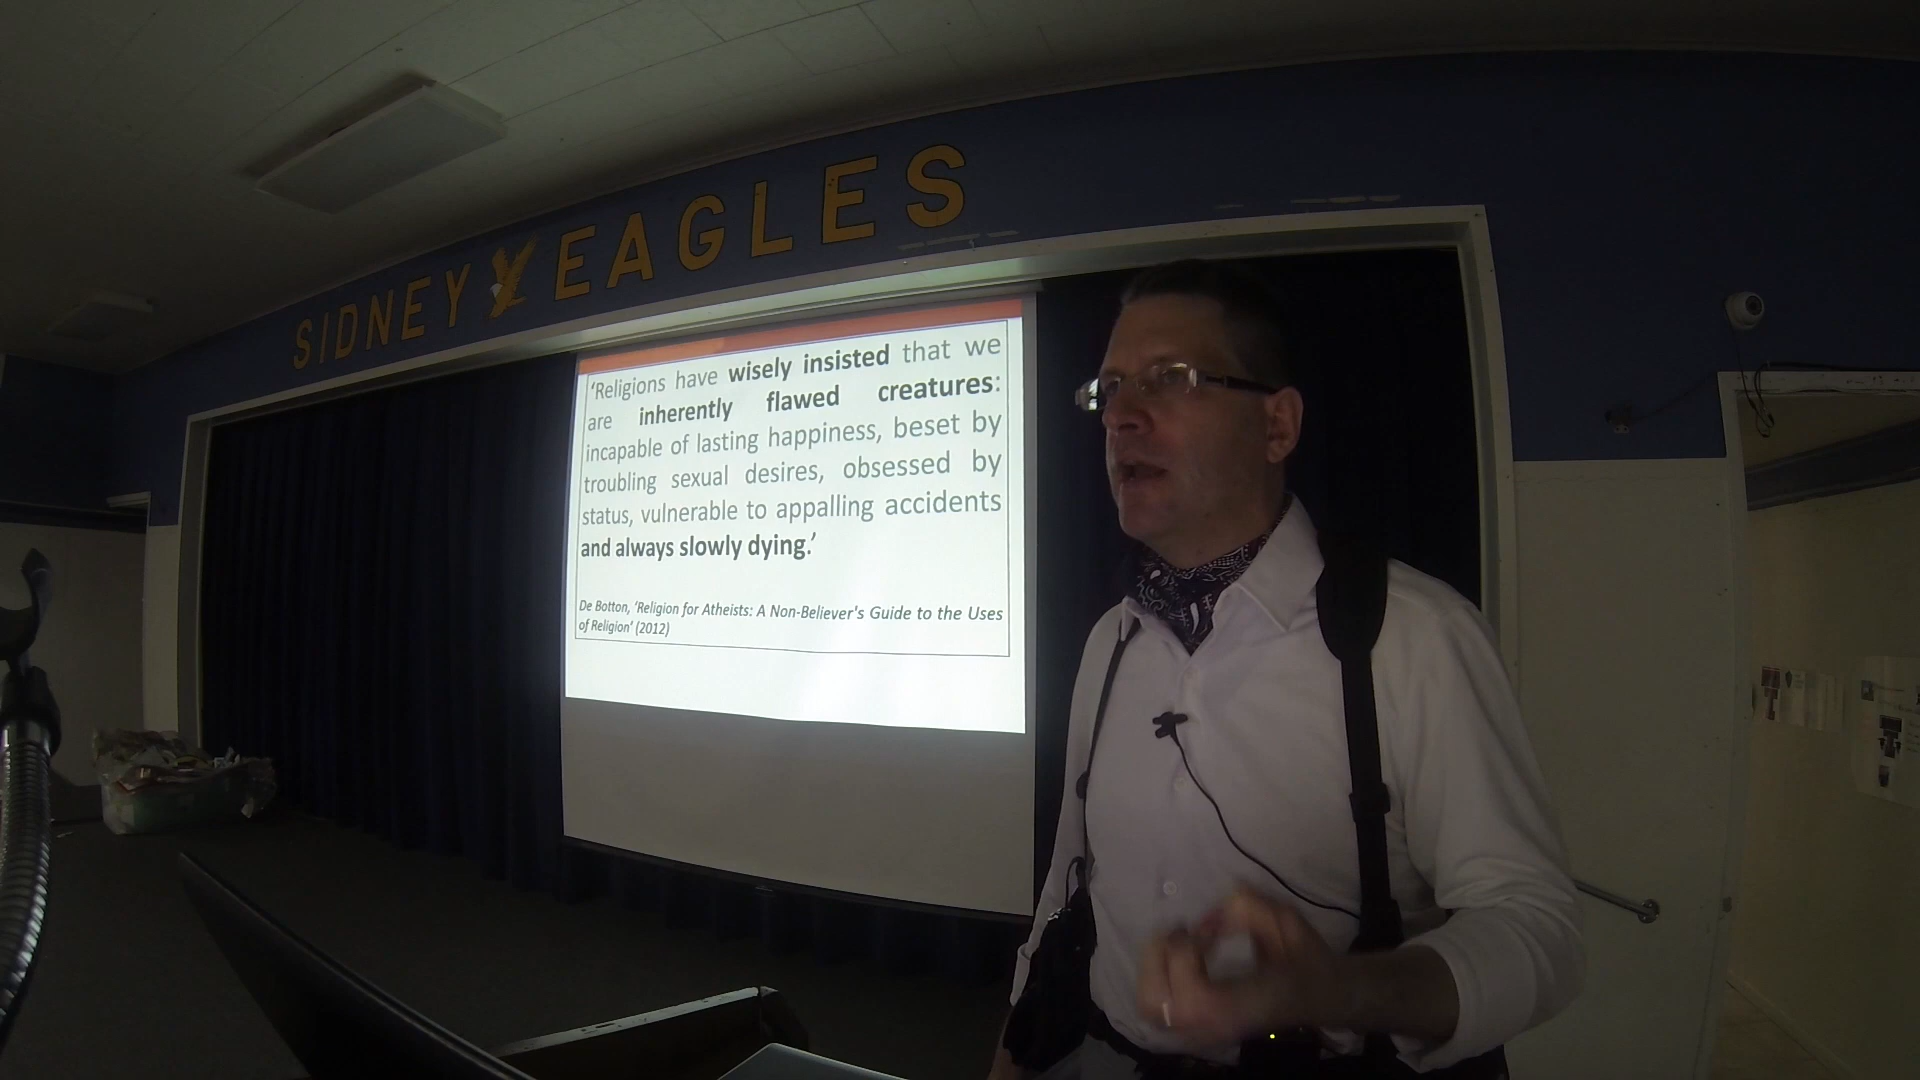 SIDNEY EAGLES
‘Religions have wisely insisted that we
are inherently flawed creatures:
incapable of lasting happiness, beset by
troubling sexual desires, obsessed by
status, vulnerable to appalling accidents
and always slowly dying.’
De Botton, ‘Religion for Atheists: A Non-Believer's Guide to the Uses
of Religion’ (2012)